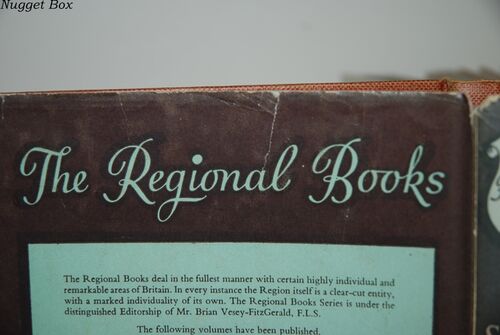 Nugget Box
The Regional Books
The Regional Books deal in the fullest manner with certain highly individual and
remarkable areas of Britain. In every instance the Region itself is a clear-cut entity,
with a marked individuality of its own. The Regional Books Series is under the
distinguished Editorship of Mr. Brian Vesey-FitzGerald, F.L.S.
The following volumes have been published.